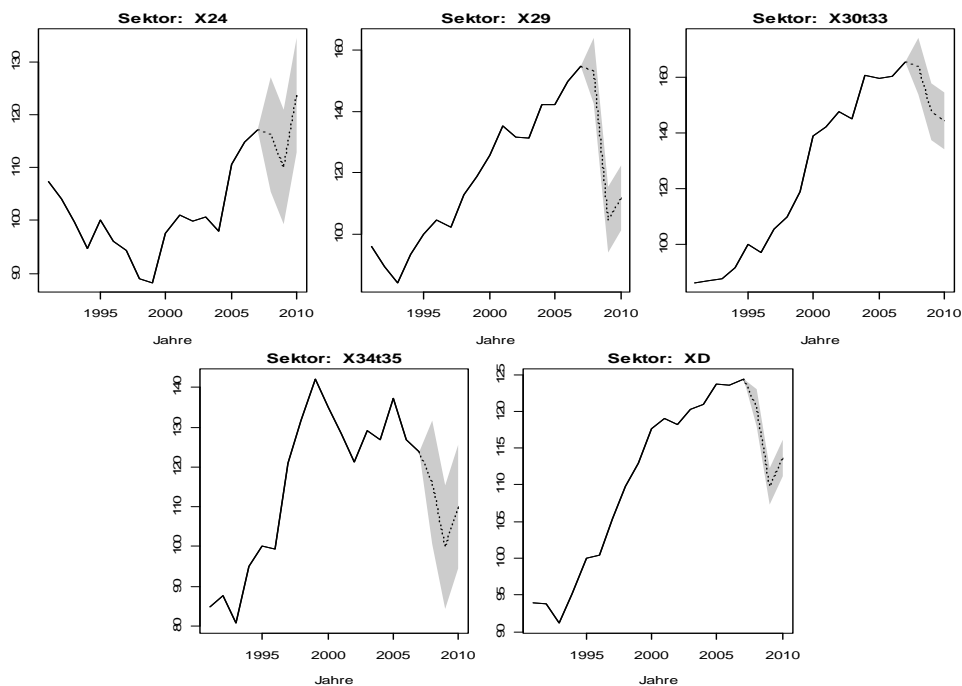 Sektor: X24
90 100 110 120 130
1995 2000 2005 2010
Jahre
Sektor: X29
100 120 140 160
1995 2000 2005 2010
Jahre
Sektor: X30t33
100 120 140 160
1995 2000 2005 2010
Jahre
Sektor: X34t35
80 90 100 110 120 130 140
1995 2000 2005 2010
Jahre
Sektor: XD
90 95 100 105 110 115 120 125
1995 2000 2005 2010
Jahre